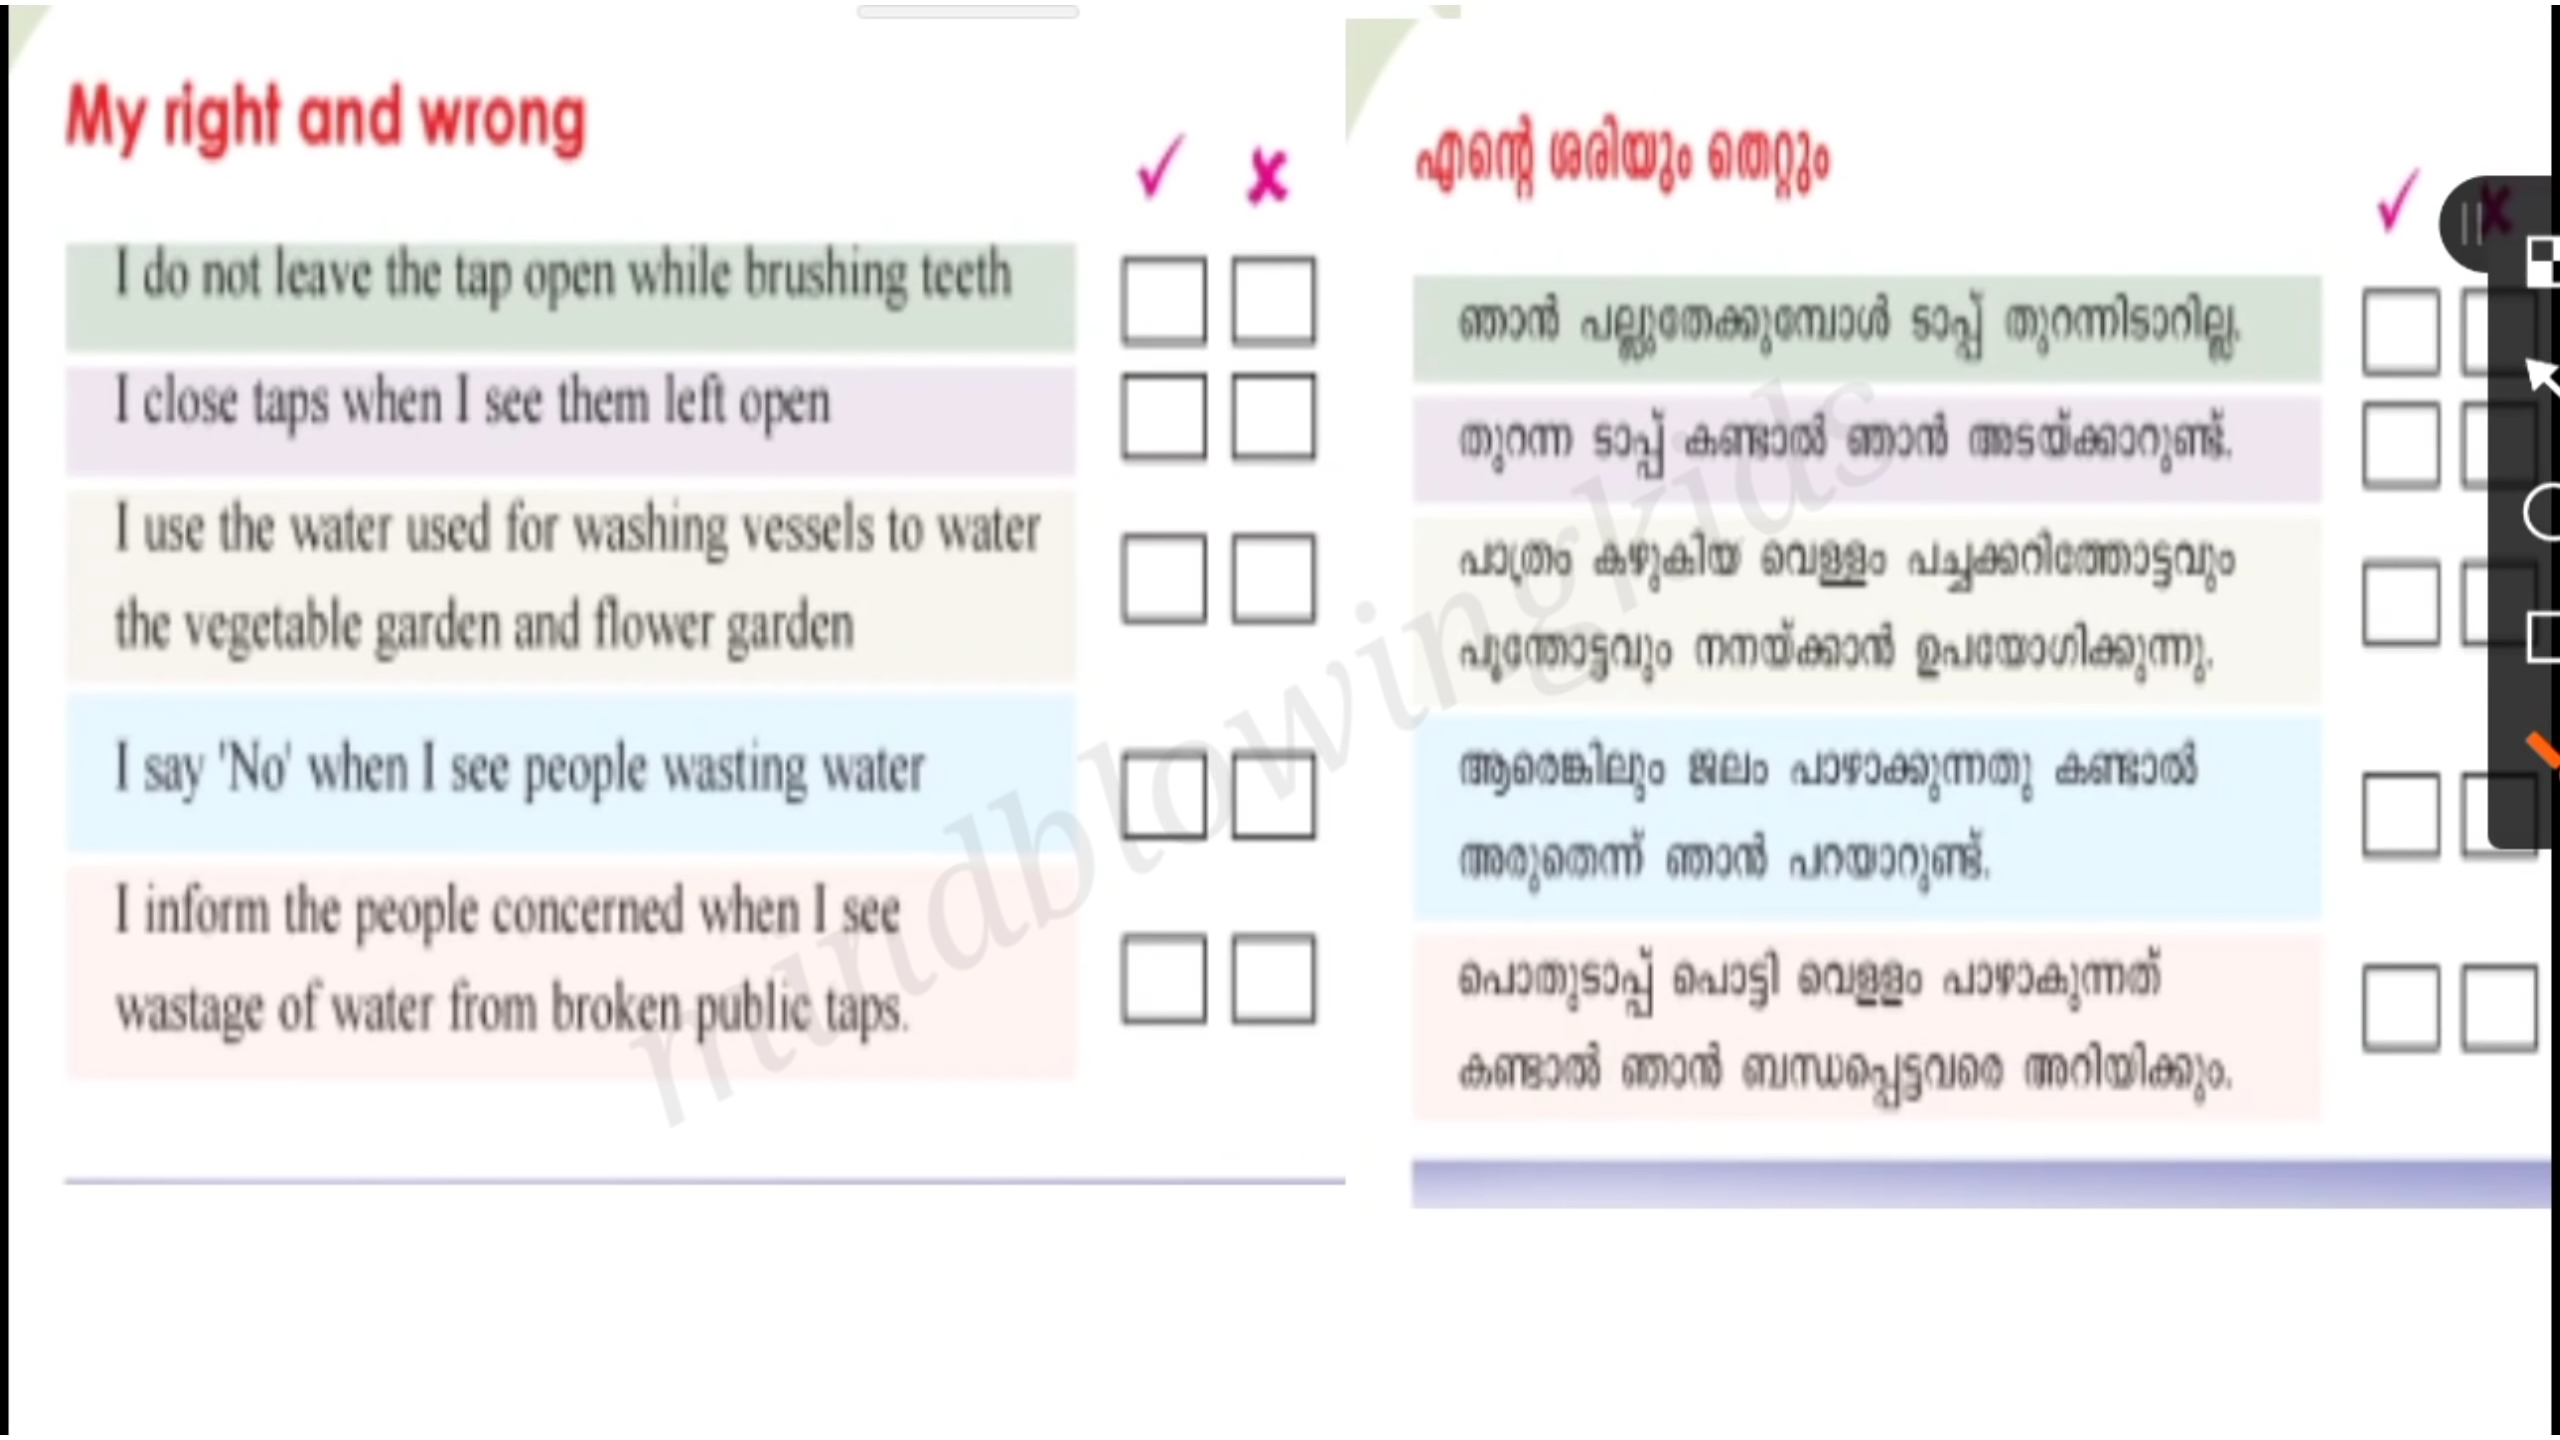 My right and wrong
I do not leave the tap open while brushing teeth
I close taps when I see them left open
I use the water used for washing vessels to water
the vegetable garden and flower garden
I say 'No' when I see people wasting water
I inform the people concerned when I see
wastage of water from broken public taps.
എന്റെ ശരിയും തെറ്റും
ഞാൻ പല്ലുതേക്കുമ്പോൾ ടാപ്പ് തുറന്നിടാറില്ല.
തുറന്ന ടാപ്പ് കണ്ടാൽ ഞാൻ അടയ്ക്കാറുണ്ട്.
പാത്രം കഴുകിയ വെള്ളം പച്ചക്കറിത്തോട്ടവും
പൂന്തോട്ടവും നനയ്ക്കാൻ ഉപയോഗിക്കുന്നു.
ആരെങ്കിലും ജലം പാഴാക്കുന്നതു കണ്ടാൽ
അരുതെന്ന് ഞാൻ പറയാറുണ്ട്.
പൊതുടാപ്പ് പൊട്ടി വെള്ളം പാഴാകുന്നത്
കണ്ടാൽ ഞാൻ ബന്ധപ്പെട്ടവരെ അറിയിക്കും.
mindblowingkids